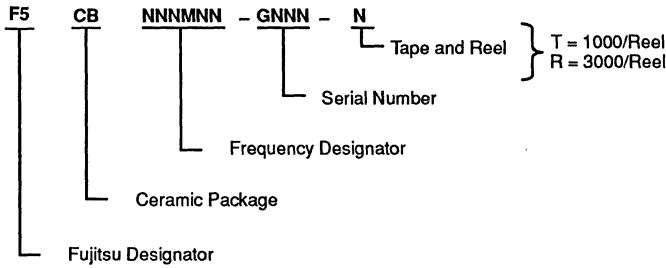 F5 CB NNNMNN – GNNN – N
Tape and Reel
T = 1000/Reel
R = 3000/Reel
Serial Number
Frequency Designator
Ceramic Package
Fujitsu Designator